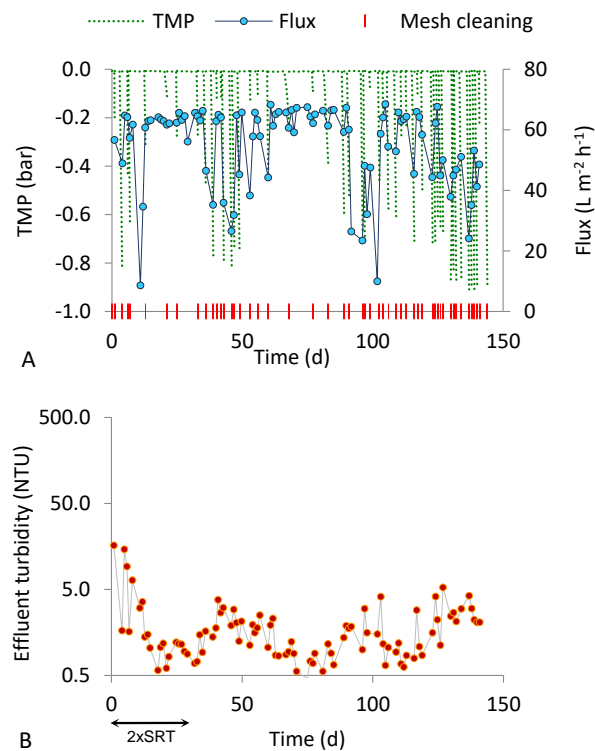 TMP Flux Mesh cleaning
0.0 80
-0.2 60
-0.4 40
-0.6
-0.8 20
-1.0 0
TMP (bar)
Flux (L m-2 h-1)
0 50 100 150
Time (d)
A
500.0
50.0
5.0
0.5
Effluent turbidity (NTU)
0 50 100 150
2xSRT
Time (d)
B